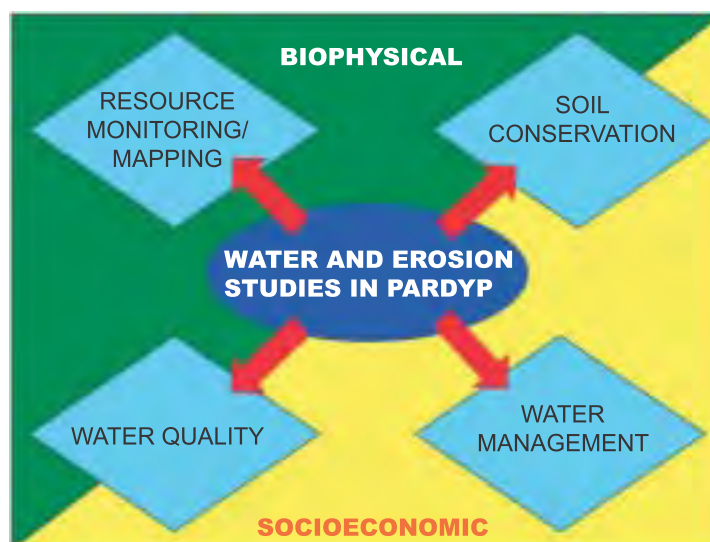 BIOPHYSICAL
RESOURCE
MONITORING/
MAPPING
SOIL
CONSERVATION
WATER AND EROSION
STUDIES IN PARDYP
WATER QUALITY
WATER
MANAGEMENT
SOCIOECONOMIC